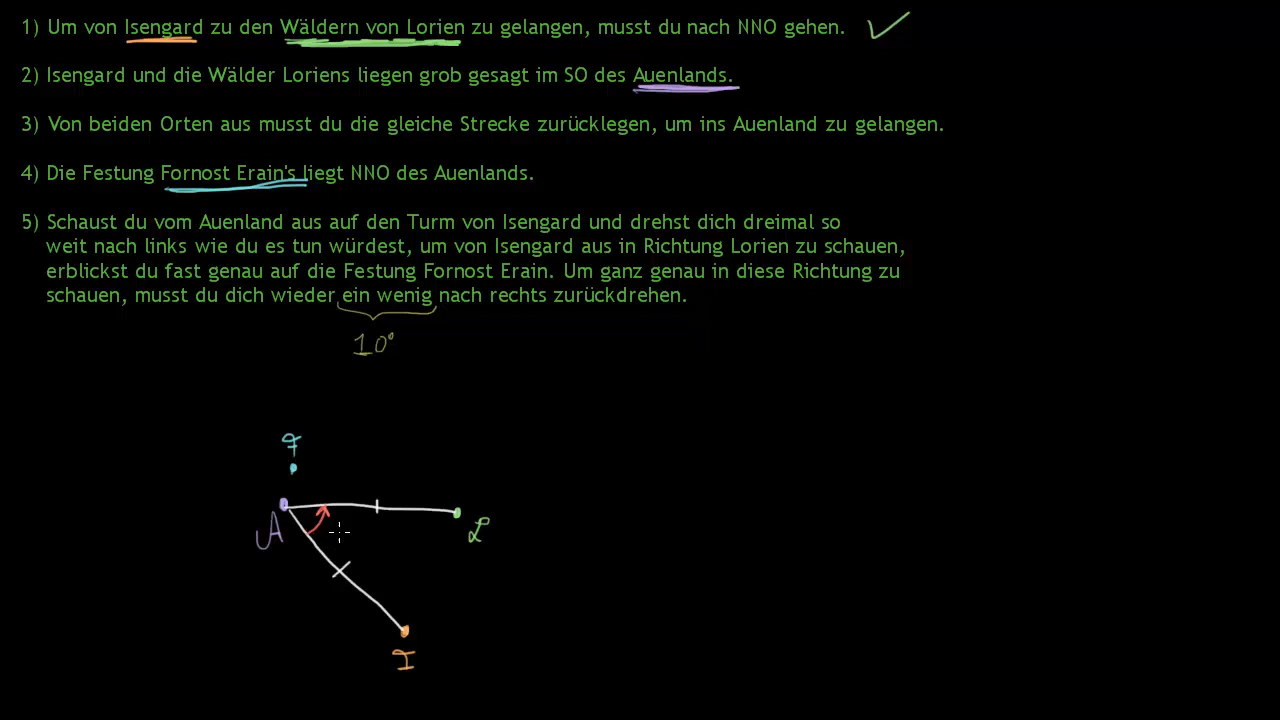 1) Um von Isengard zu den Wäldern von Lorien zu gelangen, musst du nach NNO gehen.
2) Isengard und die Wälder Loriens liegen grob gesagt im SO des Auenlands.
3) Von beiden Orten aus musst du die gleiche Strecke zurücklegen, um ins Auenland zu gelangen.
4) Die Festung Fornost Erain's liegt NNO des Auenlands.
5) Schaust du vom Auenland aus auf den Turm von Isengard und drehst dich dreimal so
weit nach links wie du es tun würdest, um von Isengard aus in Richtung Lorien zu schauen,
erblickst du fast genau auf die Festung Fornost Erain. Um ganz genau in diese Richtung zu
schauen, musst du dich wieder ein wenig nach rechts zurückdrehen.
10°
F
A
L
I